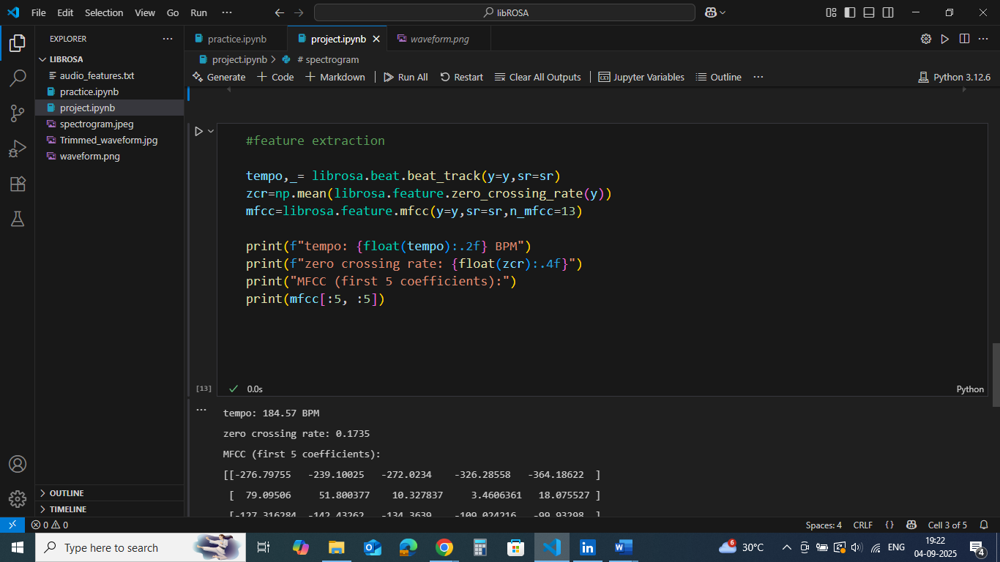 File Edit Selection View Go Run ···
libROSA
EXPLORER ···
LIBROSA
audio_features.txt
practice.ipynb
project.ipynb
spectrogram.jpeg
Trimmed_waveform.jpg
waveform.png
OUTLINE
TIMELINE
practice.ipynb project.ipynb waveform.png
project.ipynb > # spectrogram
Generate + Code + Markdown Run All Restart Clear All Outputs Jupyter Variables Outline ··· Python 3.12.6
#feature extraction
tempo,_= librosa.beat.beat_track(y=y,sr=sr)
zcr=np.mean(librosa.feature.zero_crossing_rate(y))
mfcc=librosa.feature.mfcc(y=y,sr=sr,n_mfcc=13)
print(f"tempo: {float(tempo):.2f} BPM")
print(f"zero crossing rate: {float(zcr):.4f}")
print("MFCC (first 5 coefficients):")
print(mfcc[:5, :5])
[13] 0.0s Python
tempo: 184.57 BPM
zero crossing rate: 0.1735
MFCC (first 5 coefficients):
[[-276.79755 -239.10025 -272.0234 -326.28558 -364.18622 ]
[ 79.09506 51.800377 10.327837 3.4606361 18.075527 ]
[-127.316284 -142.43262 -134.3639 -109.024216 -99.93298 ]
0 0 Spaces: 4 CRLF {} Cell 3 of 5
Type here to search
6 30°C ENG 19:22
04-09-2025 4